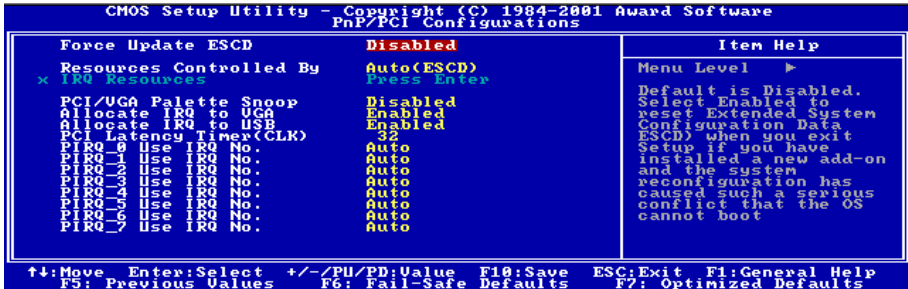 CMOS Setup Utility - Copyright (C) 1984-2001 Award Software
PnP/PCI Configurations
Force Update ESCD Disabled
Resources Controlled By Auto(ESCD)
x IRQ Resources Press Enter
PCI/VGA Palette Snoop Disabled
Allocate IRQ to VGA Enabled
Allocate IRQ to USB Enabled
PCI Latency Timer(CLK) 32
PIRQ_0 Use IRQ No. Auto
PIRQ_1 Use IRQ No. Auto
PIRQ_2 Use IRQ No. Auto
PIRQ_3 Use IRQ No. Auto
PIRQ_4 Use IRQ No. Auto
PIRQ_5 Use IRQ No. Auto
PIRQ_6 Use IRQ No. Auto
PIRQ_7 Use IRQ No. Auto
Item Help
Menu Level ►
Default is Disabled.
Select Enabled to
reset Extended System
Configuration Data
ESCD) when you exit
Setup if you have
installed a new add-on
and the system
reconfiguration has
caused such a serious
conflict that the OS
cannot boot
↑↓:Move Enter:Select +/-/PU/PD:Value F10:Save ESC:Exit F1:General Help
F5: Previous Values F6: Fail-Safe Defaults F7: Optimized Defaults